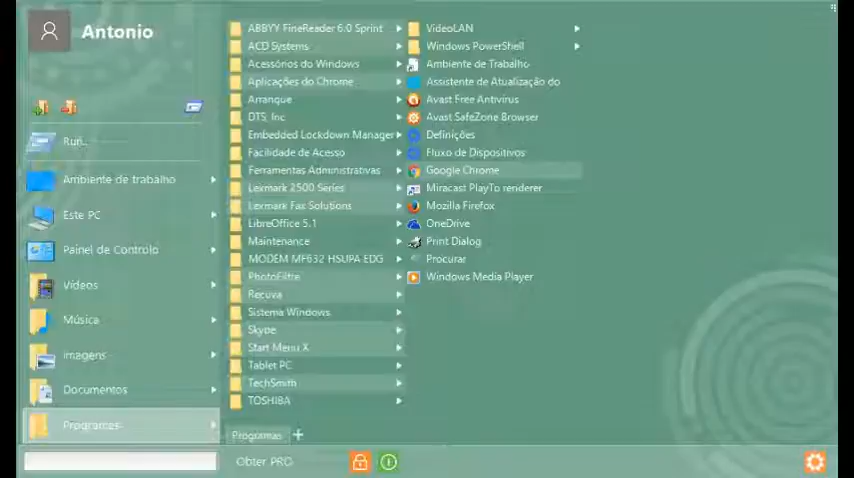 Antonio
Run...
Ambiente de trabalho
Este PC
Painel de Controlo
Vídeos
Música
Imagens
Documentos
Programas
ABBYY FineReader 6.0 Sprint
ACD Systems
Acessórios do Windows
Aplicações do Chrome
Arranque
DTS, Inc
Embedded Lockdown Manager
Facilidade de Acesso
Ferramentas Administrativas
Lexmark 2500 Series
Lexmark Fax Solutions
LibreOffice 5.1
Maintenance
MODEM MF632 HSUPA EDG
PhotoFiltre
Recuva
Sistema Windows
Skype
Start Menu X
Tablet PC
TechSmith
TOSHIBA
VideoLAN
Windows PowerShell
Ambiente de Trabalho
Assistente de Atualização do
Avast Free Antivirus
Avast SafeZone Browser
Definições
Fluxo de Dispositivos
Google Chrome
Miracast PlayTo renderer
Mozilla Firefox
OneDrive
Print Dialog
Procurar
Windows Media Player
Programas +
Obter PRO